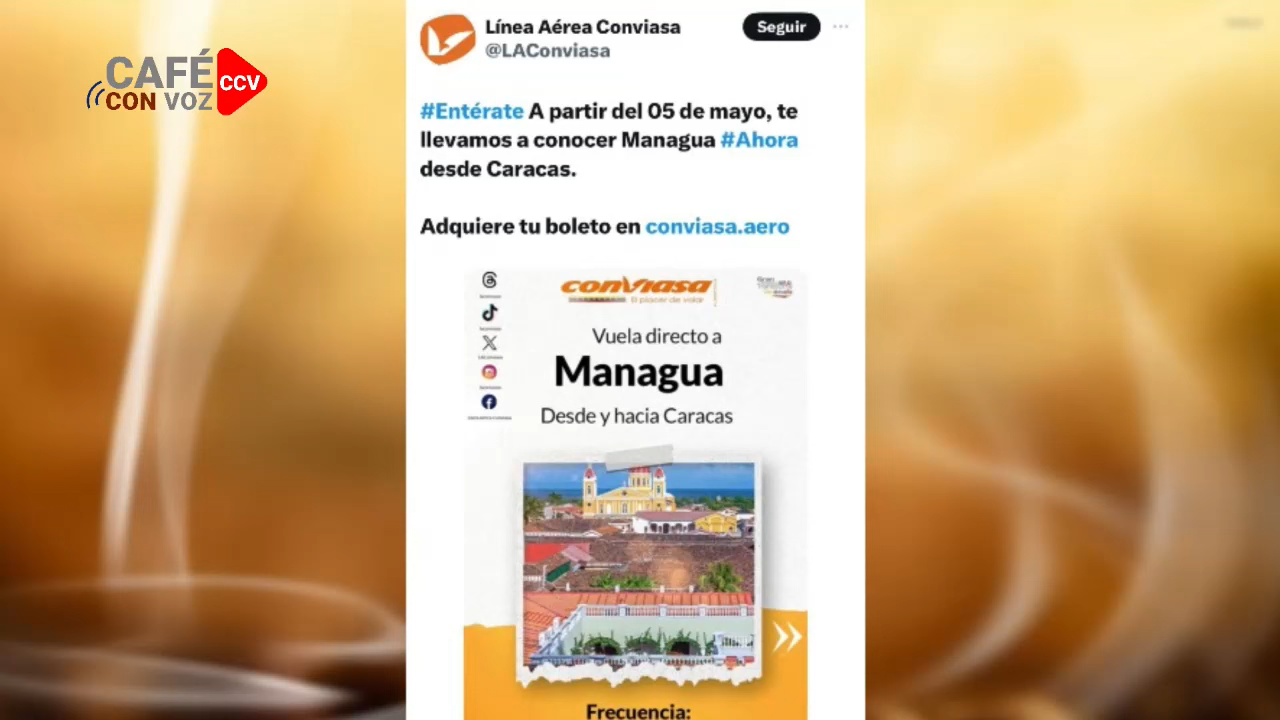 CAFÉ
CON VOZ
CCV
Línea Aérea Conviasa
@LAConviasa
Seguir
#Entérate A partir del 05 de mayo, te
llevamos a conocer Managua #Ahora
desde Caracas.
Adquiere tu boleto en conviasa.aero
conviasa
El placer de volar
Vuela directo a
Managua
Desde y hacia Caracas
Frecuencia: